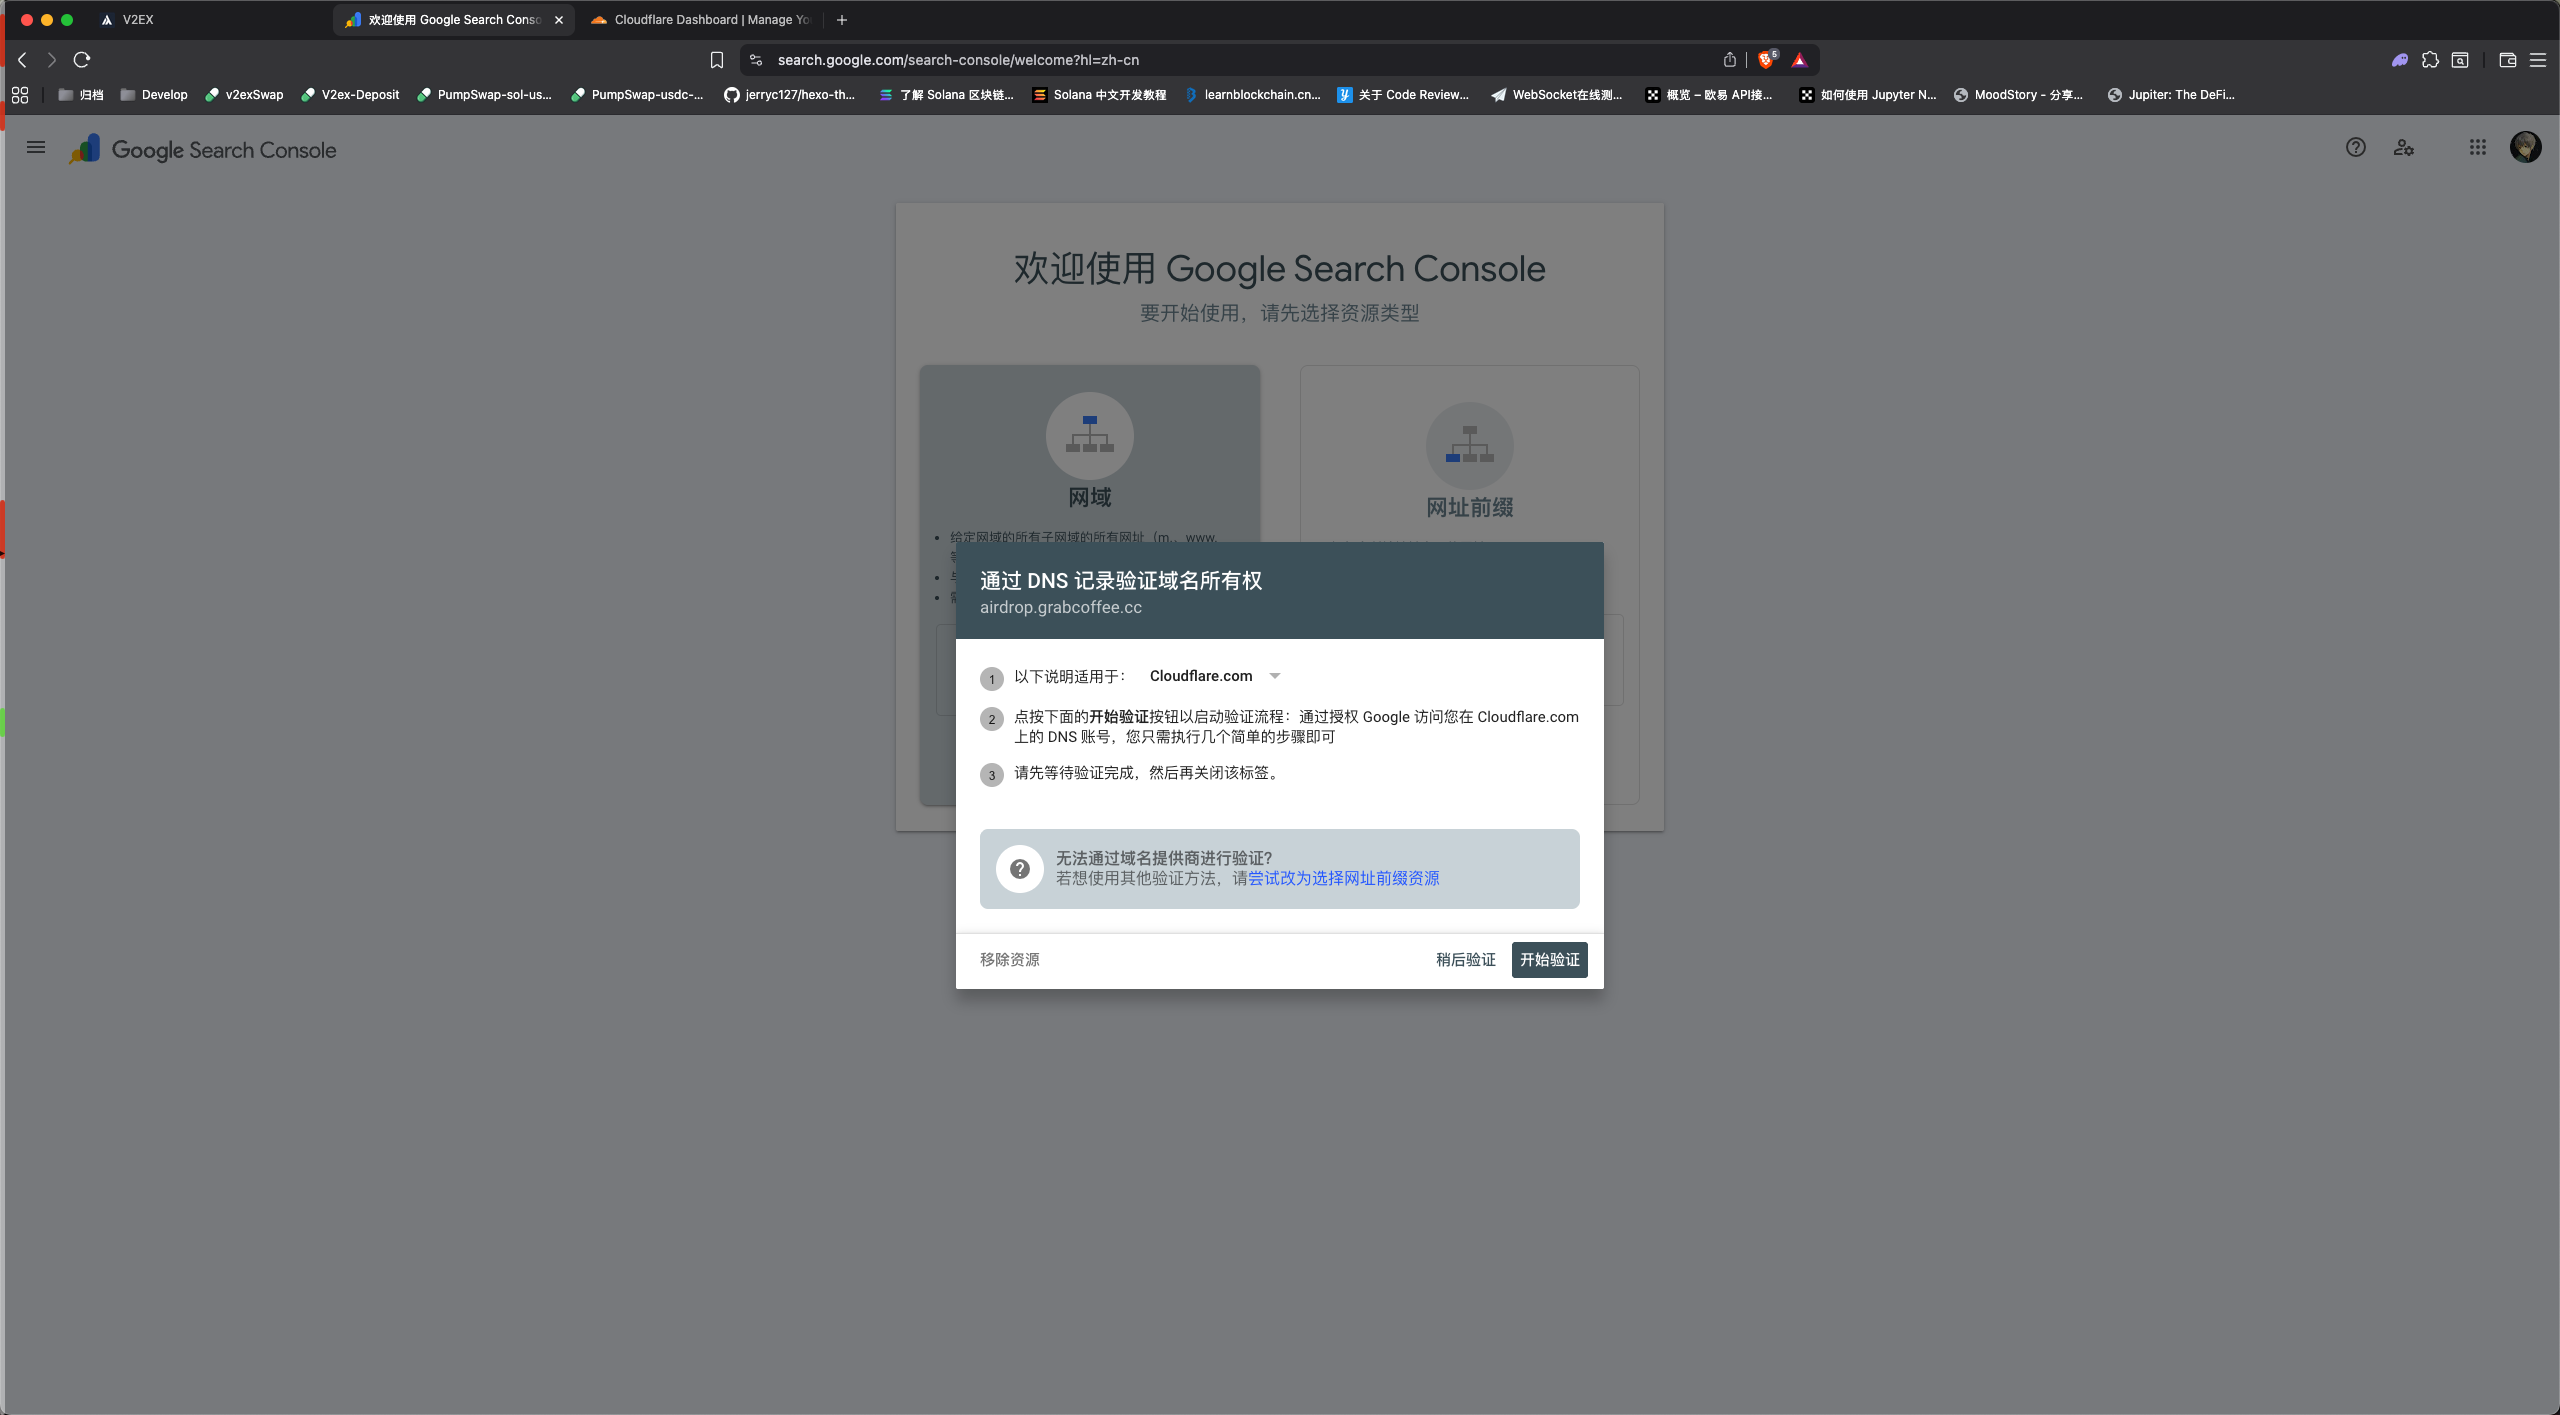 V2EX
欢迎使用 Google Search Conso
Cloudflare Dashboard | Manage Yo
search.google.com/search-console/welcome?hl=zh-cn
5
归档
Develop
v2exSwap
V2ex-Deposit
PumpSwap-sol-us...
PumpSwap-usdc-...
jerryc127/hexo-th...
了解 Solana 区块链...
Solana 中文开发教程
learnblockchain.cn...
关于 Code Review...
WebSocket在线测...
概览 – 欧易 API接...
如何使用 Jupyter N...
MoodStory - 分享...
Jupiter: The DeFi...
Google Search Console
欢迎使用 Google Search Console
要开始使用，请先选择资源类型
网域
给定网域的所有子网域的所有网址（m.、www.
网址前缀
通过 DNS 记录验证域名所有权
airdrop.grabcoffee.cc
1 以下说明适用于： Cloudflare.com
2 点按下面的开始验证按钮以启动验证流程：通过授权 Google 访问您在 Cloudflare.com
上的 DNS 账号，您只需执行几个简单的步骤即可
3 请先等待验证完成，然后再关闭该标签。
无法通过域名提供商进行验证？
若想使用其他验证方法，请尝试改为选择网址前缀资源
移除资源
稍后验证
开始验证